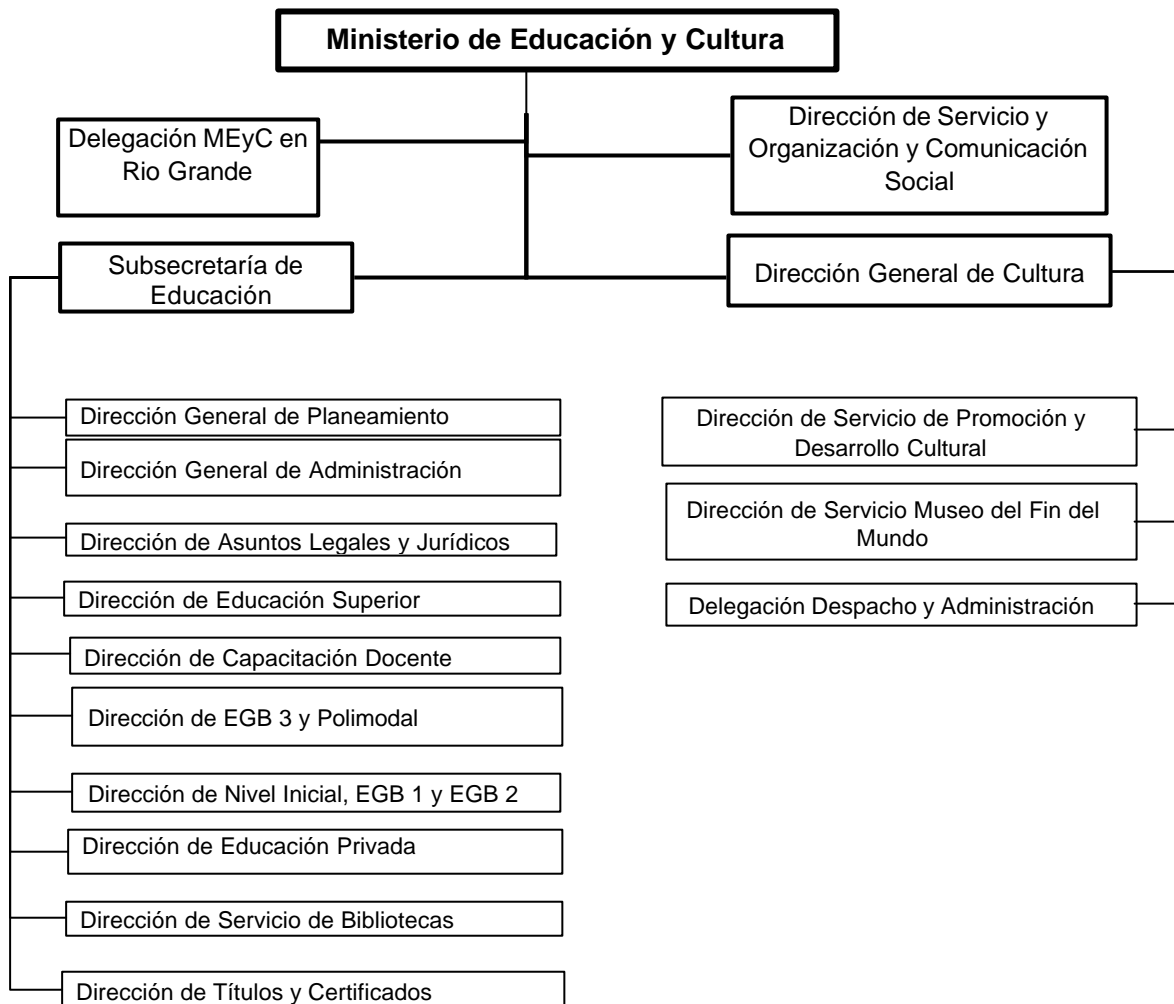 Ministerio de Educación y Cultura
Delegación MEyC en
Rio Grande
Dirección de Servicio y
Organización y Comunicación
Social
Subsecretaría de
Educación
Dirección General de Cultura
Dirección General de Planeamiento
Dirección General de Administración
Dirección de Asuntos Legales y Jurídicos
Dirección de Educación Superior
Dirección de Capacitación Docente
Dirección de EGB 3 y Polimodal
Dirección de Nivel Inicial, EGB 1 y EGB 2
Dirección de Educación Privada
Dirección de Servicio de Bibliotecas
Dirección de Títulos y Certificados
Dirección de Servicio de Promoción y
Desarrollo Cultural
Dirección de Servicio Museo del Fin del
Mundo
Delegación Despacho y Administración